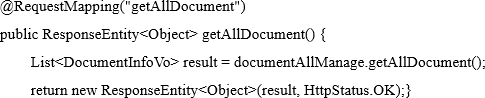 @RequestMapping("getAllDocument")
public ResponseEntity<Object> getAllDocument() {
List<DocumentInfoVo> result = documentAllManage.getAllDocument();
return new ResponseEntity<Object>(result, HttpStatus.OK);}